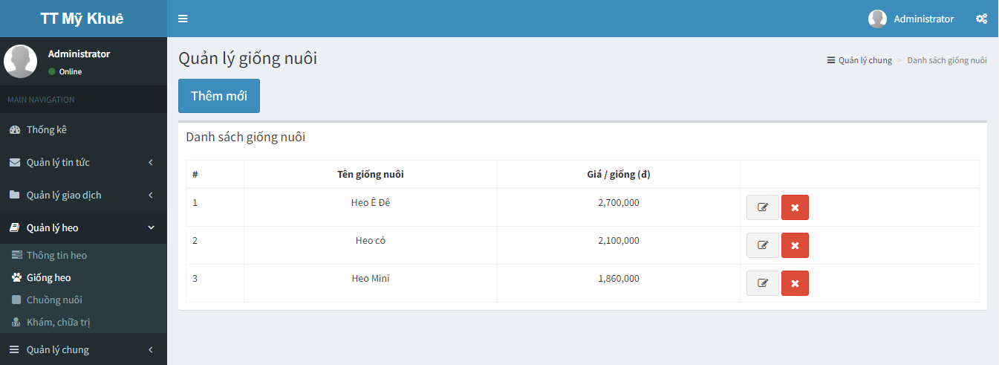 TT Mỹ Khuê
Administrator
Administrator
Online
MAIN NAVIGATION
Thống kê
Quản lý tin tức
Quản lý giao dịch
Quản lý heo
Thông tin heo
Giống heo
Chuồng nuôi
Khám, chữa trị
Quản lý chung
Quản lý giống nuôi
Quản lý chung > Danh sách giống nuôi
Thêm mới
Danh sách giống nuôi
# Tên giống nuôi Giá / giống (đ)
1 Heo Ê Đê 2,700,000
2 Heo cỏ 2,100,000
3 Heo Mini 1,860,000